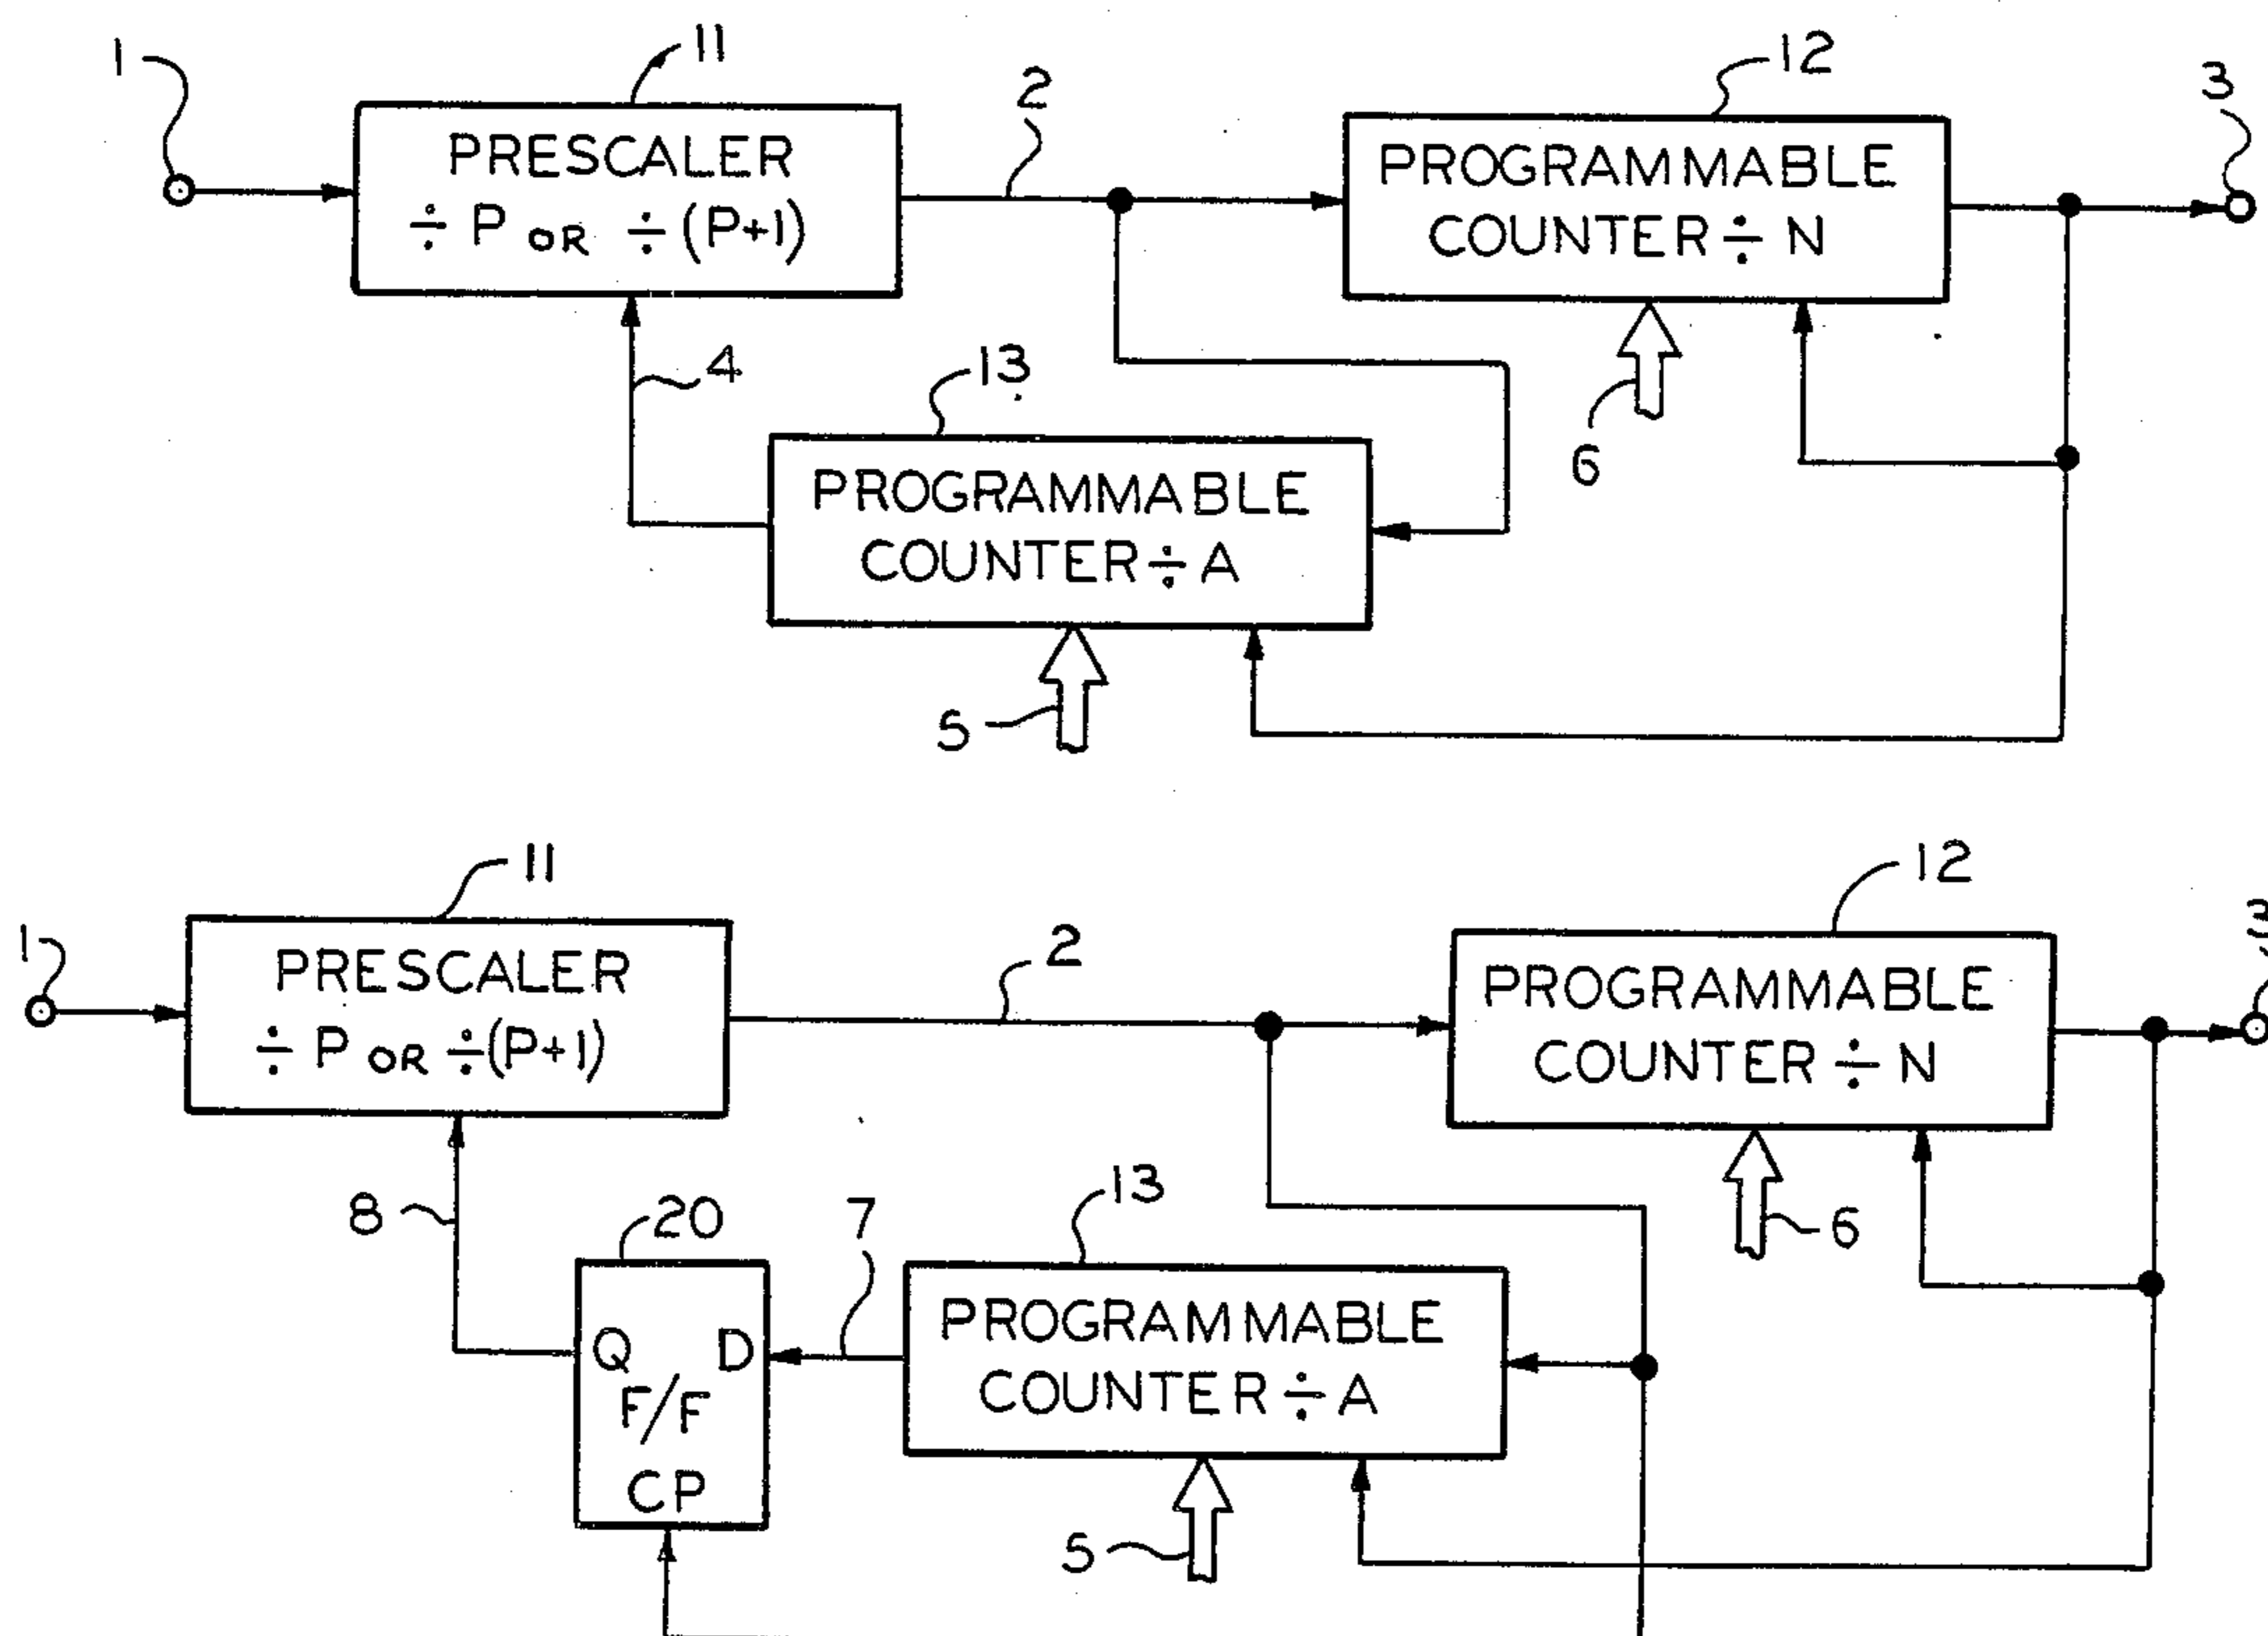 1
11
2
12
3
PRESCALER
÷ P OR ÷ (P+1)
PROGRAMMABLE
COUNTER ÷ N
4
13
6
PROGRAMMABLE
COUNTER ÷ A
5
1
11
2
12
3
PRESCALER
÷ P OR ÷(P+1)
PROGRAMMABLE
COUNTER ÷ N
8
20
7
13
6
Q D
F/F
CP
PROGRAMMABLE
COUNTER ÷ A
5